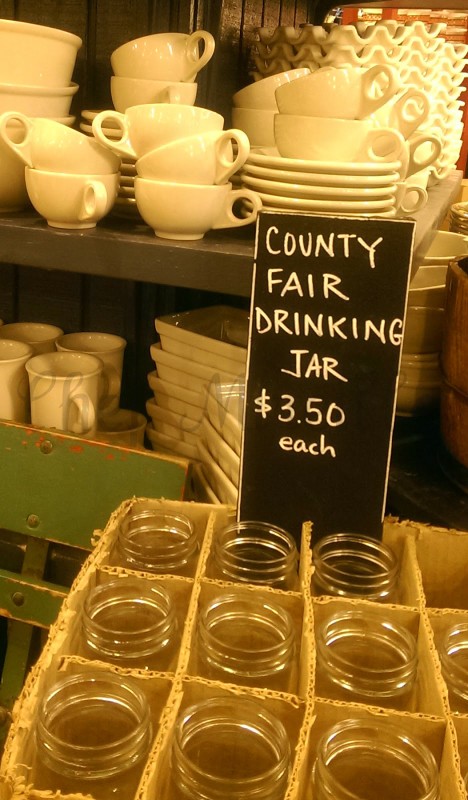 COUNTY
FAIR
DRINKING
JAR
$3.50
each